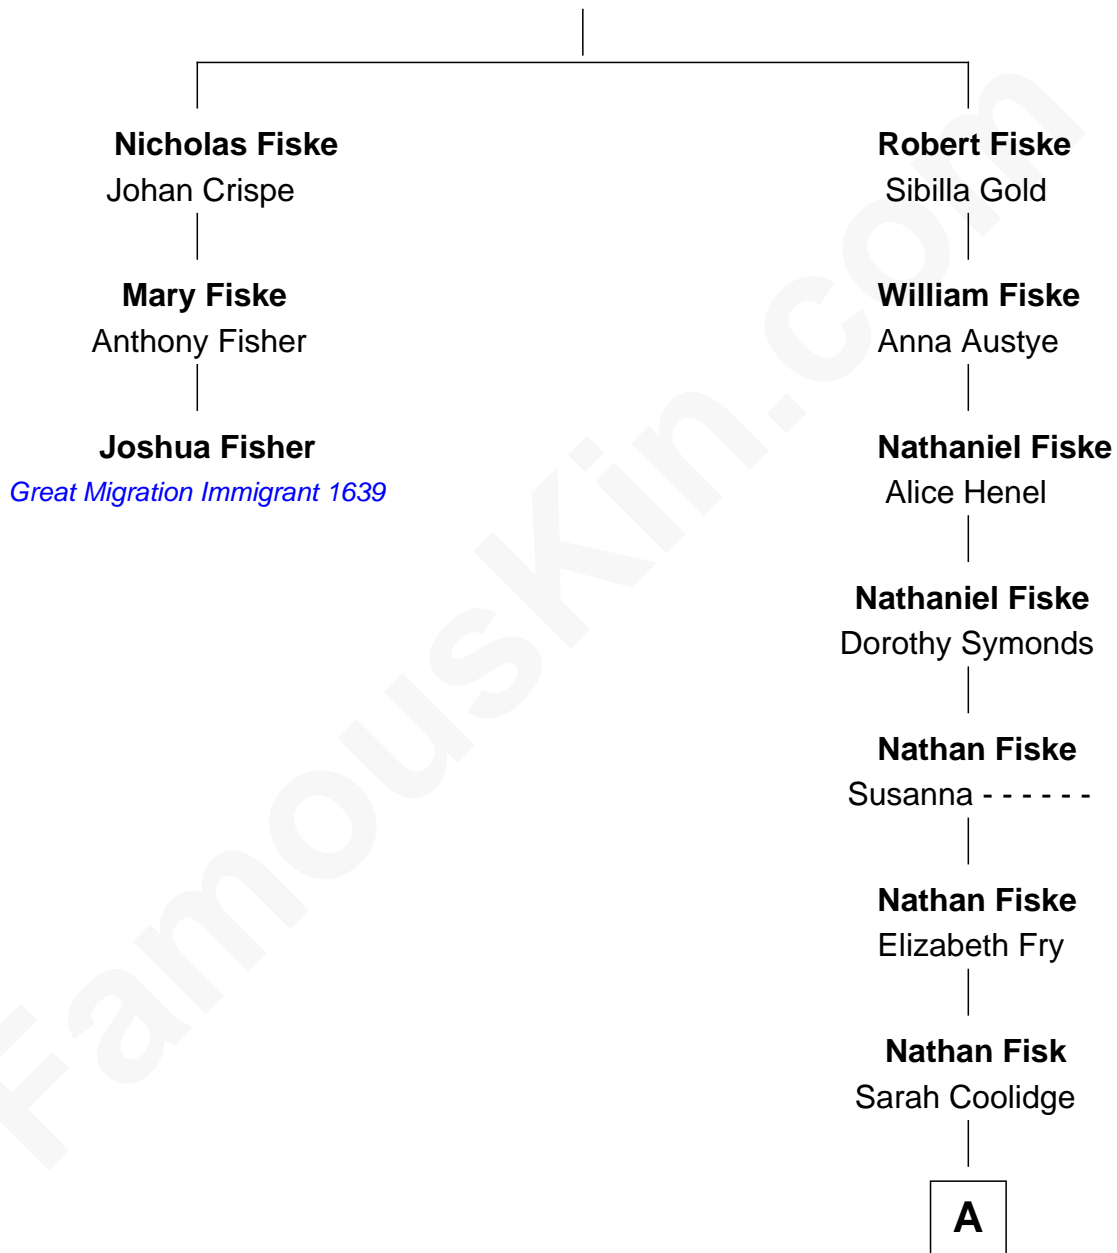 Nicholas Fiske
Johan Crispe
Mary Fiske
Anthony Fisher
Joshua Fisher
Great Migration Immigrant 1639
Robert Fiske
Sibilla Gold
William Fiske
Anna Austye
Nathaniel Fiske
Alice Henel
Nathaniel Fiske
Dorothy Symonds
Nathan Fiske
Susanna - - - - - -
Nathan Fiske
Elizabeth Fry
Nathan Fisk
Sarah Coolidge
A
FamousKin.com